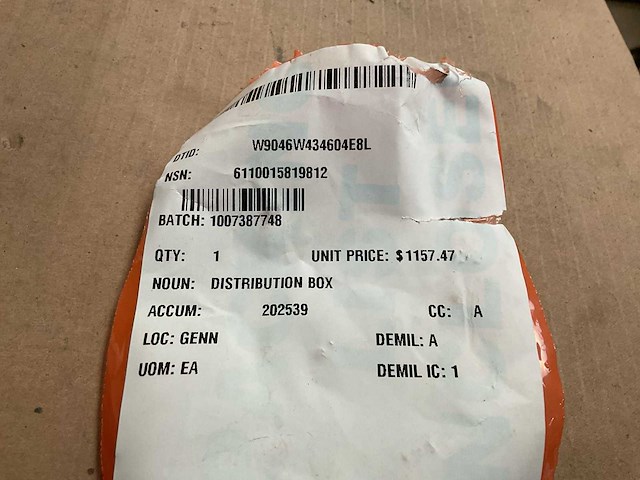 DTID: W9046W434604E8L
NSN: 6110015819812
BATCH: 1007387748
QTY: 1 UNIT PRICE: $1157.47
NOUN: DISTRIBUTION BOX
ACCUM: 202539 CC: A
LOC: GENN DEMIL: A
UOM: EA DEMIL IC: 1